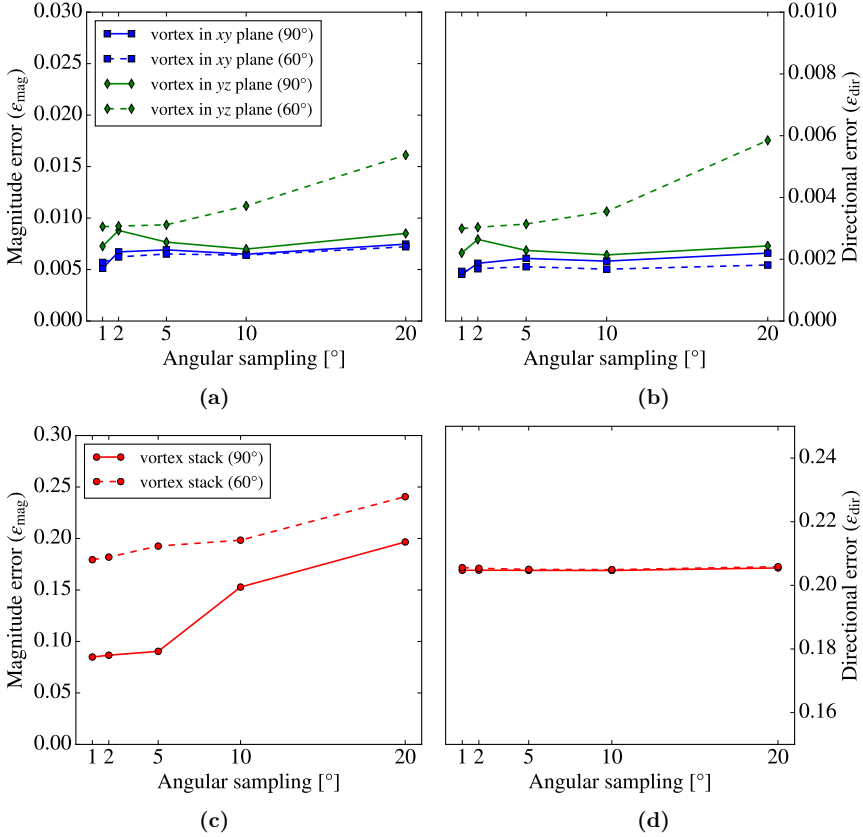 0.030
0.025
0.020
0.015
0.010
0.005
0.000
Magnitude error (ε_mag)
vortex in xy plane (90°)
vortex in xy plane (60°)
vortex in yz plane (90°)
vortex in yz plane (60°)
1 2 5 10 20
Angular sampling [°]
(a)
0.010
0.008
0.006
0.004
0.002
0.000
Directional error (ε_dir)
1 2 5 10 20
Angular sampling [°]
(b)
0.30
0.25
0.20
0.15
0.10
0.05
0.00
Magnitude error (ε_mag)
vortex stack (90°)
vortex stack (60°)
1 2 5 10 20
Angular sampling [°]
(c)
0.24
0.22
0.20
0.18
0.16
Directional error (ε_dir)
1 2 5 10 20
Angular sampling [°]
(d)